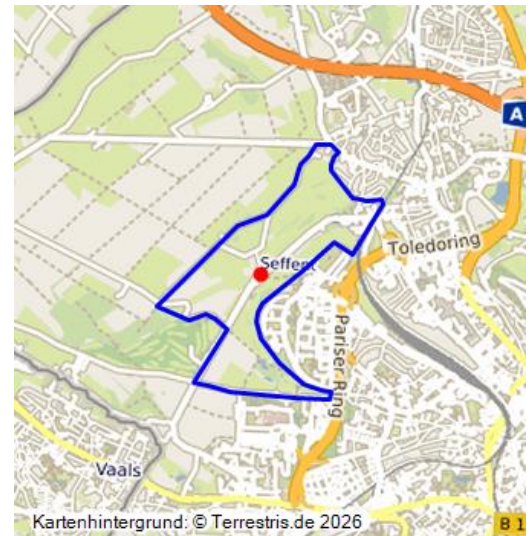 A
Toledoring
Seffent
Pariser Ring
Vaals
Kartenhintergrund: © Terrestris.de 2026
B 1